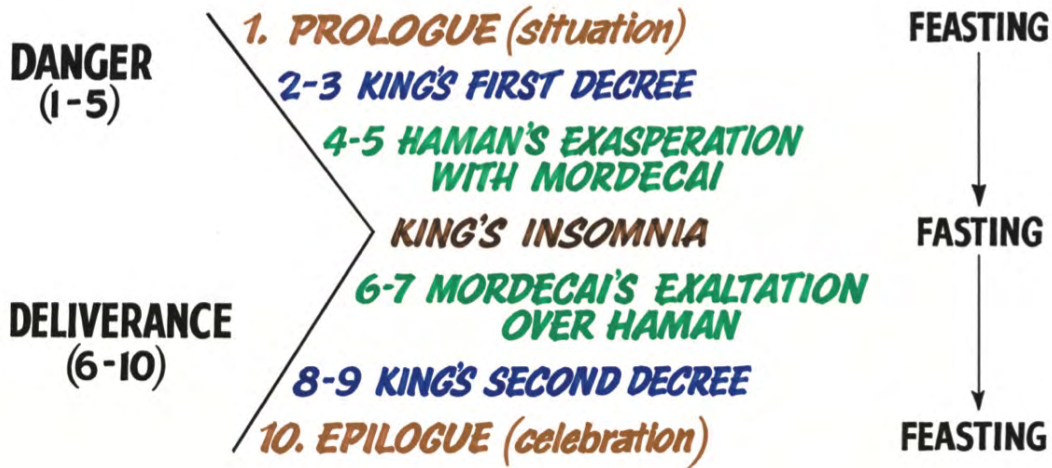 DANGER
(1-5)
1. PROLOGUE (situation)
2-3 KING'S FIRST DECREE
4-5 HAMAN'S EXASPERATION
WITH MORDECAI
KING'S INSOMNIA
6-7 MORDECAI'S EXALTATION
OVER HAMAN
DELIVERANCE
(6-10)
8-9 KING'S SECOND DECREE
10. EPILOGUE (celebration)
FEASTING
FASTING
FEASTING